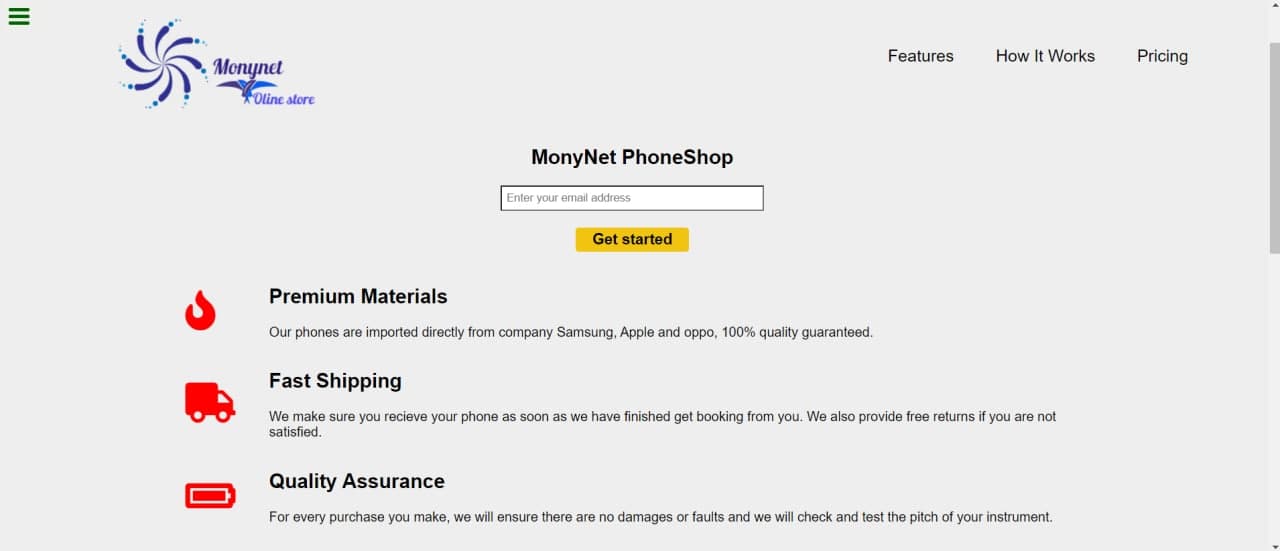 Monynet
Oline store
Features How It Works Pricing
MonyNet PhoneShop
Enter your email address
Get started
Premium Materials
Our phones are imported directly from company Samsung, Apple and oppo, 100% quality guaranteed.
Fast Shipping
We make sure you recieve your phone as soon as we have finished get booking from you. We also provide free returns if you are not
satisfied.
Quality Assurance
For every purchase you make, we will ensure there are no damages or faults and we will check and test the pitch of your instrument.